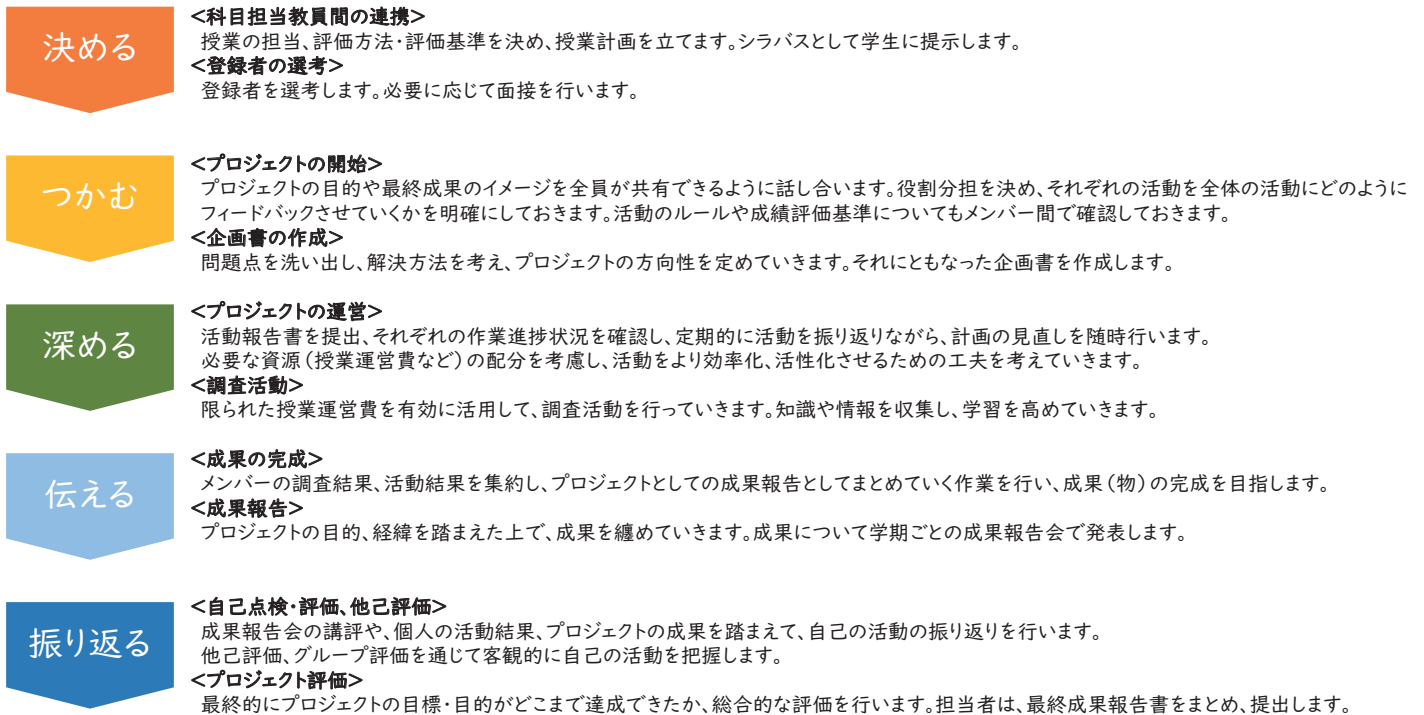 決める
<科目担当教員間の連携>
授業の担当、評価方法・評価基準を決め、授業計画を立てます。シラバスとして学生に提示します。
<登録者の選考>
登録者を選考します。必要に応じて面接を行います。
つかむ
<プロジェクトの開始>
プロジェクトの目的や最終成果のイメージを全員が共有できるように話し合います。役割分担を決め、それぞれの活動を全体の活動にどのように
フィードバックさせていくかを明確にしておきます。活動のルールや成績評価基準についてもメンバー間で確認しておきます。
<企画書の作成>
問題点を洗い出し、解決方法を考え、プロジェクトの方向性を定めていきます。それにともなった企画書を作成します。
深める
<プロジェクトの運営>
活動報告書を提出、それぞれの作業進捗状況を確認し、定期的に活動を振り返りながら、計画の見直しを随時行います。
必要な資源(授業運営費など)の配分を考慮し、活動をより効率化、活性化させるための工夫を考えていきます。
<調査活動>
限られた授業運営費を有効に活用して、調査活動を行っていきます。知識や情報を収集し、学習を高めていきます。
伝える
<成果の完成>
メンバーの調査結果、活動結果を集約し、プロジェクトとしての成果報告としてまとめていく作業を行い、成果(物)の完成を目指します。
<成果報告>
プロジェクトの目的、経緯を踏まえた上で、成果を纏めていきます。成果について学期ごとの成果報告会で発表します。
振り返る
<自己点検・評価、他己評価>
成果報告会の講評や、個人の活動結果、プロジェクトの成果を踏まえて、自己の活動の振り返りを行います。
他己評価、グループ評価を通じて客観的に自己の活動を把握します。
<プロジェクト評価>
最終的にプロジェクトの目標・目的がどこまで達成できたか、総合的な評価を行います。担当者は、最終成果報告書をまとめ、提出します。